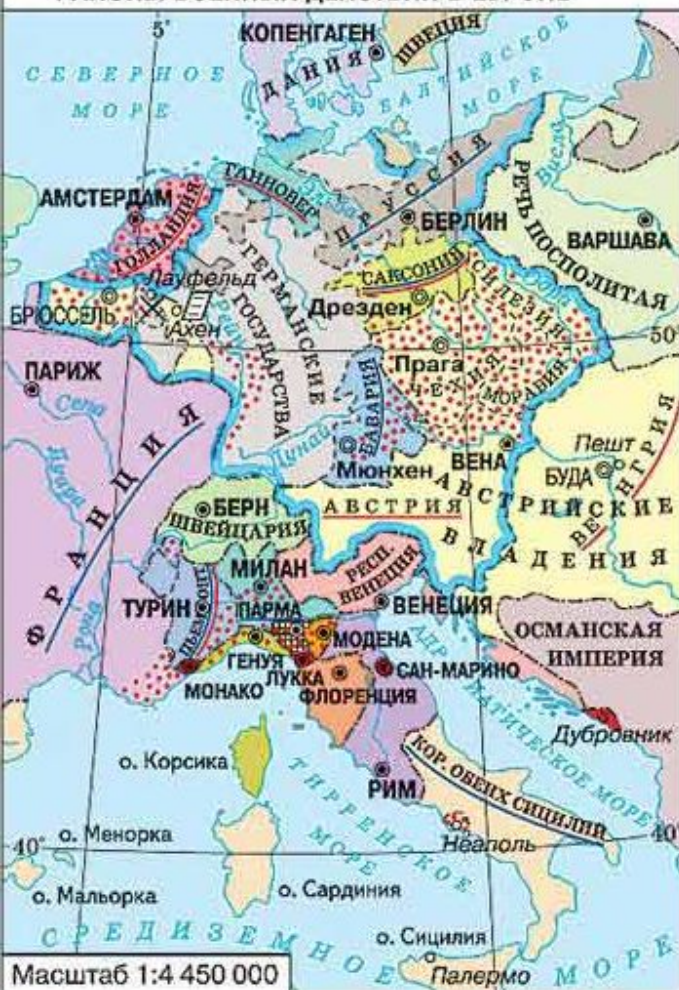 5°
КОПЕНГАГЕН
ШВЕЦИЯ
ДАНИЯ
СЕВЕРНОЕ
МОРЕ
БАЛТИЙСКОЕ
МОРЕ
ГАННОВЕР
ПРУССИЯ
Висла
РЕЧЬ ПОСПОЛИТАЯ
АМСТЕРДАМ
ГОЛЛАНДИЯ
БЕРЛИН
ВАРШАВА
Лауфельд
ГЕРМАНСКИЕ
ГОСУДАРСТВА
САКСОНИЯ
СИЛЕЗИЯ
Дрезден
БРЮССЕЛЬ
Ахен
50°
ПАРИЖ
Прага
ЧЕХИЯ
МОРАВИЯ
Сена
БАВАРИЯ
Луара
ФРАНЦИЯ
Дунай
Мюнхен
ВЕНА
Пешт
БУДА
ВЕНГРИЯ
АВСТРИЙСКИЕ
ВЛАДЕНИЯ
АВСТРИЯ
БЕРН
ШВЕЙЦАРИЯ
МИЛАН
РЕСП.
ВЕНЕЦИЯ
ТУРИН
ПЬЕМОНТ
ПАРМА
ВЕНЕЦИЯ
Рона
МОДЕНА
ОСМАНСКАЯ
ИМПЕРИЯ
ГЕНУЯ
ЛУККА
САН-МАРИНО
МОНАКО
ФЛОРЕНЦИЯ
АДРИАТИЧЕСКОЕ МОРЕ
Дубровник
о. Корсика
РИМ
КОР. ОБЕИХ СИЦИЛИЙ
ТИРРЕНСКОЕ
МОРЕ
Неаполь
40°
о. Менорка
40°
о. Мальорка
о. Сардиния
СРЕДИЗЕМНОЕ МОРЕ
о. Сицилия
Палермо
Масштаб 1:4 450 000